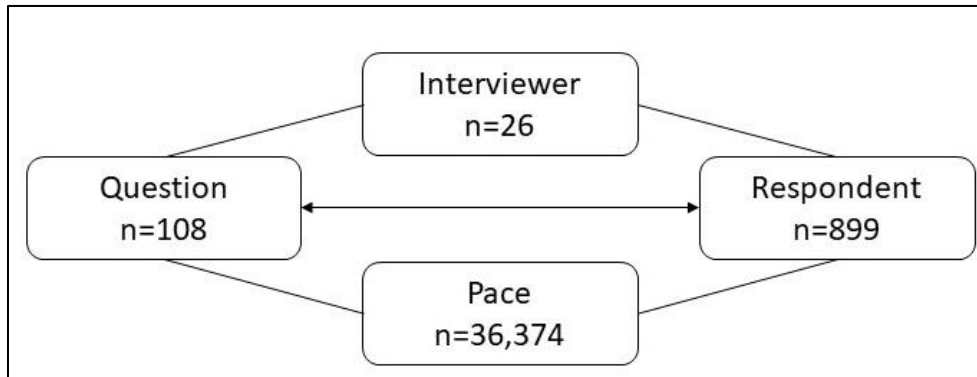 Interviewer
n=26
Question
n=108
Respondent
n=899
Pace
n=36,374